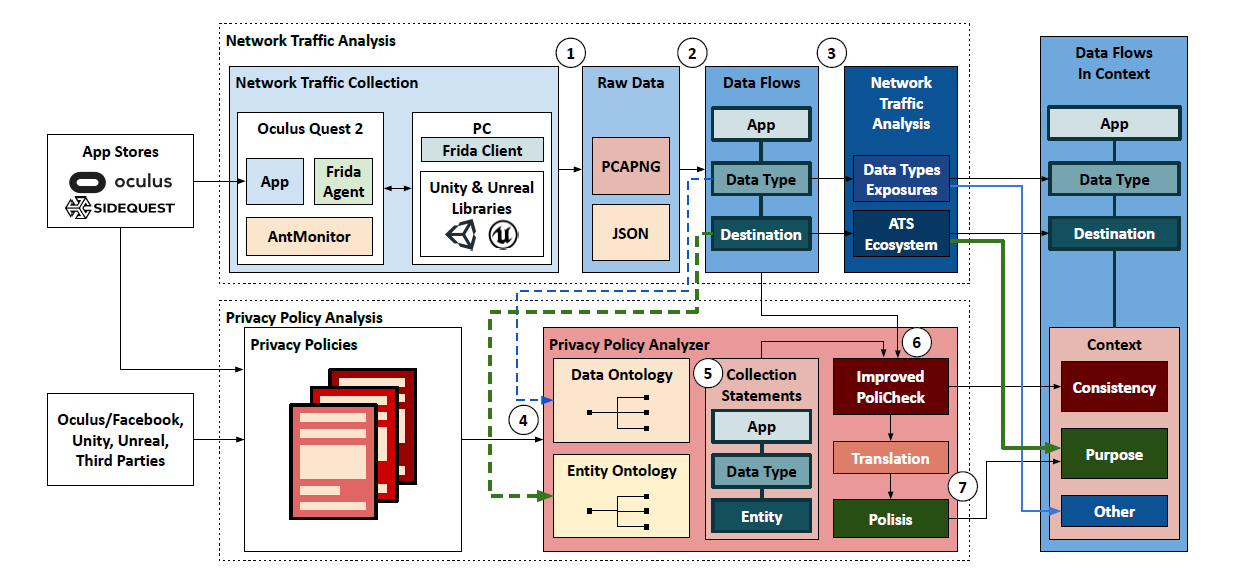 Network Traffic Analysis
1
2
3
Network Traffic Collection
Oculus Quest 2
App
Frida
Agent
AntMonitor
PC
Frida Client
Unity & Unreal
Libraries
Raw Data
PCAPNG
JSON
Data Flows
App
Data Type
Destination
Network
Traffic
Analysis
Data Types
Exposures
ATS
Ecosystem
Data Flows
In Context
App
Data Type
Destination
Context
Consistency
Purpose
Other
App Stores
oculus
SIDEQUEST
Oculus/Facebook,
Unity, Unreal,
Third Parties
Privacy Policy Analysis
Privacy Policies
4
Privacy Policy Analyzer
Data Ontology
Entity Ontology
5
Collection
Statements
App
Data Type
Entity
6
Improved
PoliCheck
Translation
Polisis
7